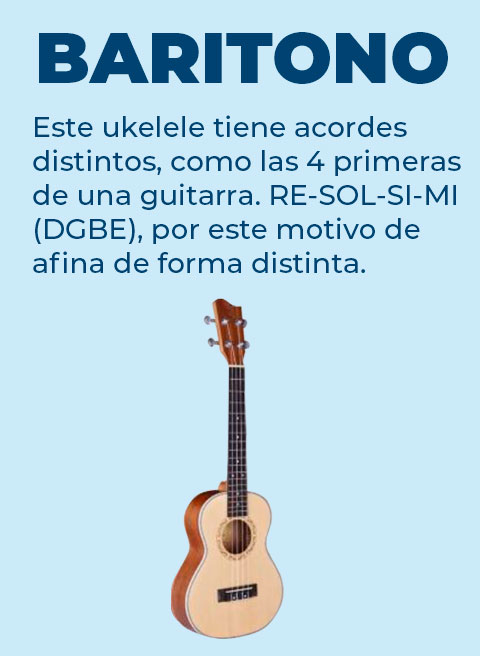 BARITONO
Este ukelele tiene acordes
distintos, como las 4 primeras
de una guitarra. RE-SOL-SI-MI
(DGBE), por este motivo de
afina de forma distinta.